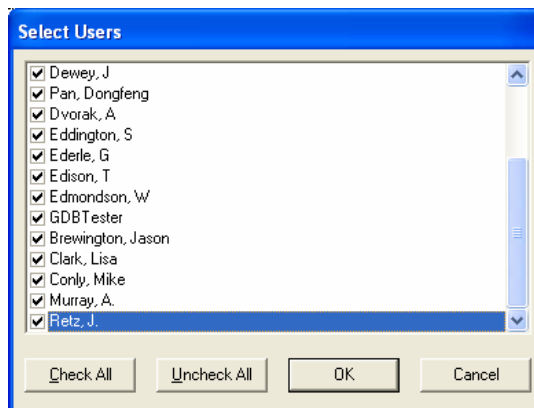 Select Users
Dewey, J
Pan, Dongfeng
Dvorak, A
Eddington, S
Ederle, G
Edison, T
Edmondson, W
GDBTester
Brewington, Jason
Clark, Lisa
Conly, Mike
Murray, A.
Retz, J.
Check All Uncheck All OK Cancel